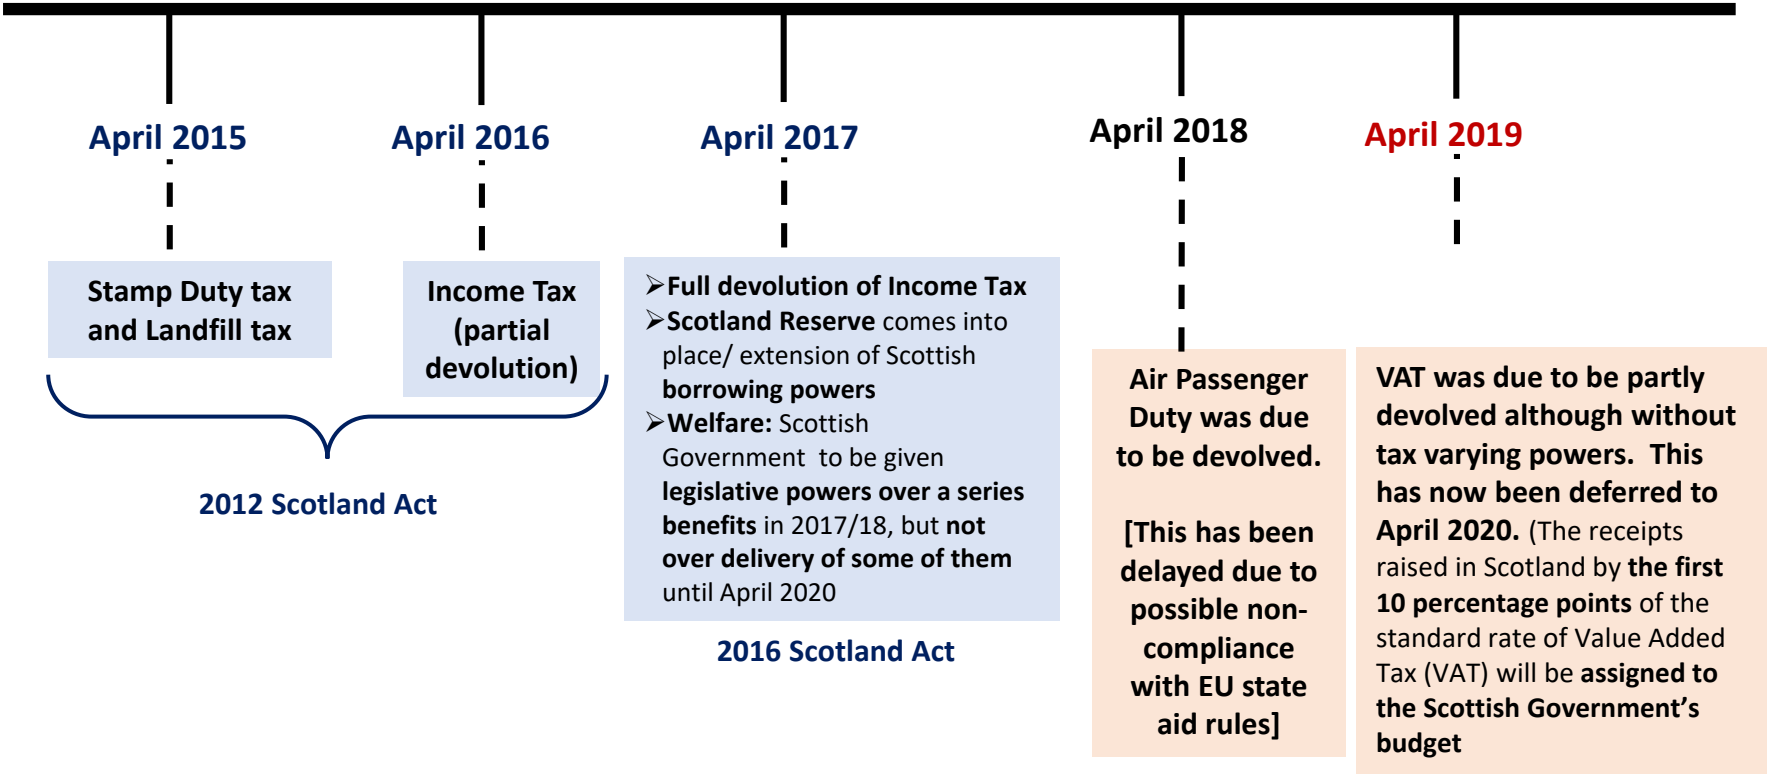 April 2015
April 2016
April 2017
April 2018
April 2019
Stamp Duty tax
and Landfill tax
Income Tax
(partial
devolution)
2012 Scotland Act
➢Full devolution of Income Tax
➢Scotland Reserve comes into
place/ extension of Scottish
borrowing powers
➢Welfare: Scottish
Government to be given
legislative powers over a series
benefits in 2017/18, but not
over delivery of some of them
until April 2020
2016 Scotland Act
Air Passenger
Duty was due
to be devolved.
[This has been
delayed due to
possible non-
compliance
with EU state
aid rules]
VAT was due to be partly
devolved although without
tax varying powers. This
has now been deferred to
April 2020. (The receipts
raised in Scotland by the first
10 percentage points of the
standard rate of Value Added
Tax (VAT) will be assigned to
the Scottish Government’s
budget